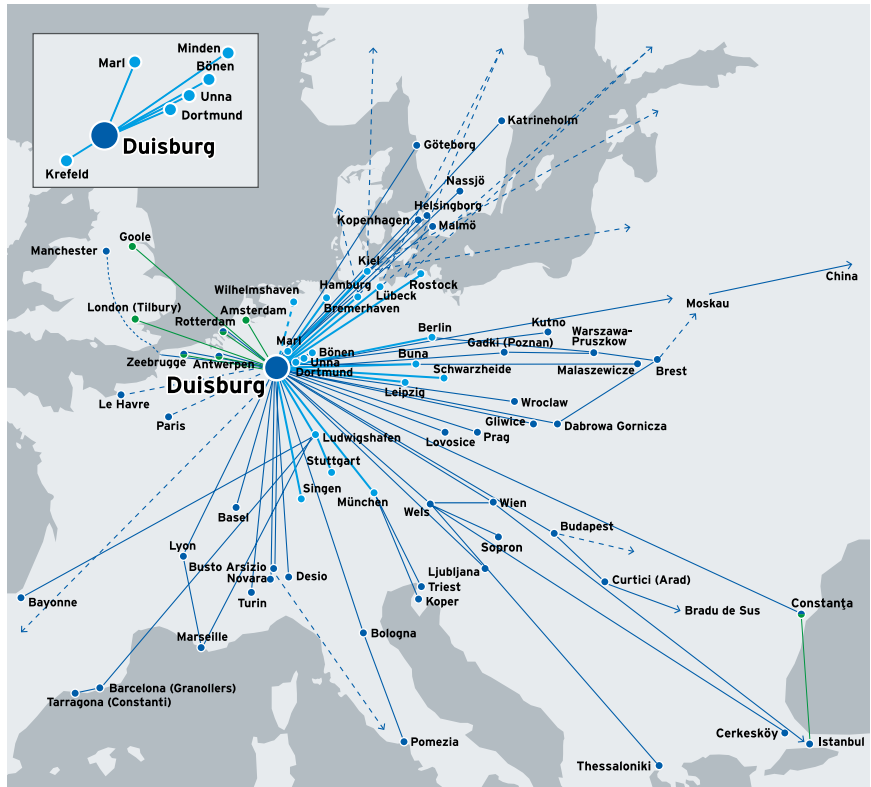 Minden
Marl
Bönen
Unna
Dortmund
Duisburg
Krefeld
Katrineholm
Göteborg
Nassjö
Helsingborg
Kopenhagen
Malmö
Goole
Manchester
Kiel
China
Wilhelmshaven
Hamburg
Rostock
Lübeck
Bremerhaven
Moskau
London (Tilbury)
Amsterdam
Rotterdam
Berlin
Kutno
Warszawa-
Pruszkow
Gadki (Poznan)
Marl
Bönen
Unna
Dortmund
Zeebrugge
Antwerpen
Buna
Schwarzheide
Malaszewicze
Brest
Duisburg
Leipzig
Le Havre
Wroclaw
Paris
Gliwice
Dabrowa Gornicza
Ludwigshafen
Lovosice
Prag
Stuttgart
Singen
München
Wels
Wien
Basel
Budapest
Lyon
Sopron
Busto Arsizio
Novara
Desio
Ljubljana
Triest
Koper
Curtici (Arad)
Turin
Bayonne
Constanţa
Bradu de Sus
Marseille
Bologna
Barcelona (Granollers)
Tarragona (Constanti)
Pomezia
Cerkesköy
Istanbul
Thessaloniki